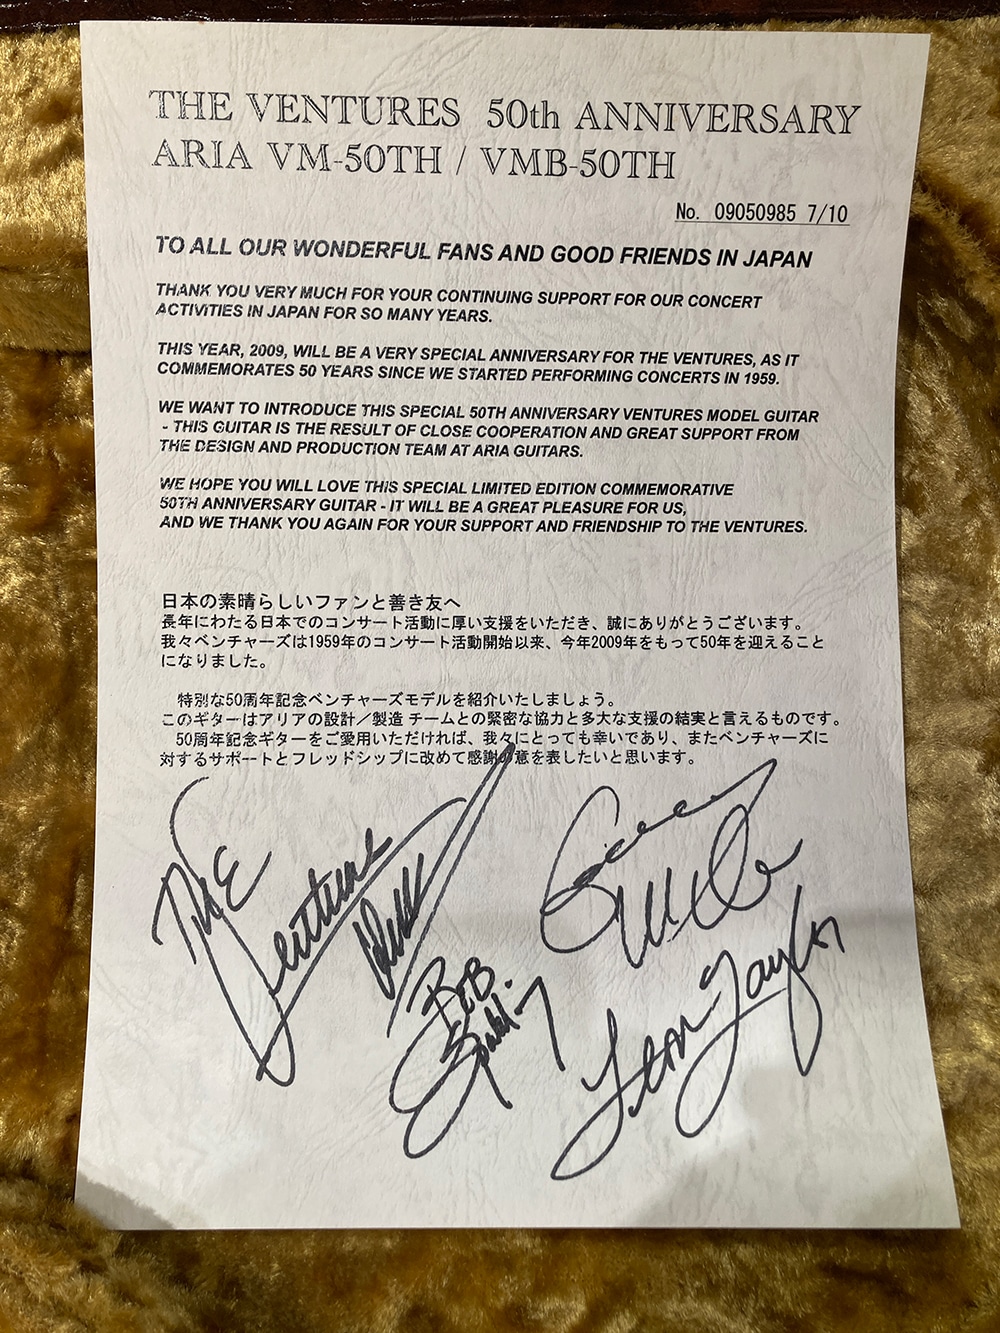 THE VENTURES 50th ANNIVERSARY
ARIA VM-50TH / VMB-50TH
No. 09050985 7/10
TO ALL OUR WONDERFUL FANS AND GOOD FRIENDS IN JAPAN
THANK YOU VERY MUCH FOR YOUR CONTINUING SUPPORT FOR OUR CONCERT
ACTIVITIES IN JAPAN FOR SO MANY YEARS.
THIS YEAR, 2009, WILL BE A VERY SPECIAL ANNIVERSARY FOR THE VENTURES, AS IT
COMMEMORATES 50 YEARS SINCE WE STARTED PERFORMING CONCERTS IN 1959.
WE WANT TO INTRODUCE THIS SPECIAL 50TH ANNIVERSARY VENTURES MODEL GUITAR
- THIS GUITAR IS THE RESULT OF CLOSE COOPERATION AND GREAT SUPPORT FROM
THE DESIGN AND PRODUCTION TEAM AT ARIA GUITARS.
WE HOPE YOU WILL LOVE THIS SPECIAL LIMITED EDITION COMMEMORATIVE
50TH ANNIVERSARY GUITAR - IT WILL BE A GREAT PLEASURE FOR US,
AND WE THANK YOU AGAIN FOR YOUR SUPPORT AND FRIENDSHIP TO THE VENTURES.
日本の素晴らしいファンと善き友へ
長年にわたる日本でのコンサート活動に厚い支援をいただき、誠にありがとうございます。
我々ベンチャーズは1959年のコンサート活動開始以来、今年2009年をもって50年を迎えること
になりました。
特別な50周年記念ベンチャーズモデルを紹介いたしましょう。
このギターはアリアの設計／製造 チームとの緊密な協力と多大な支援の結実と言えるものです。
50周年記念ギターをご愛用いただければ、我々にとっても幸いであり、またベンチャーズに
対するサポートとフレッドシップに改めて感謝の意を表したいと思います。
THE
Ventures
BOB
Leon Taylor